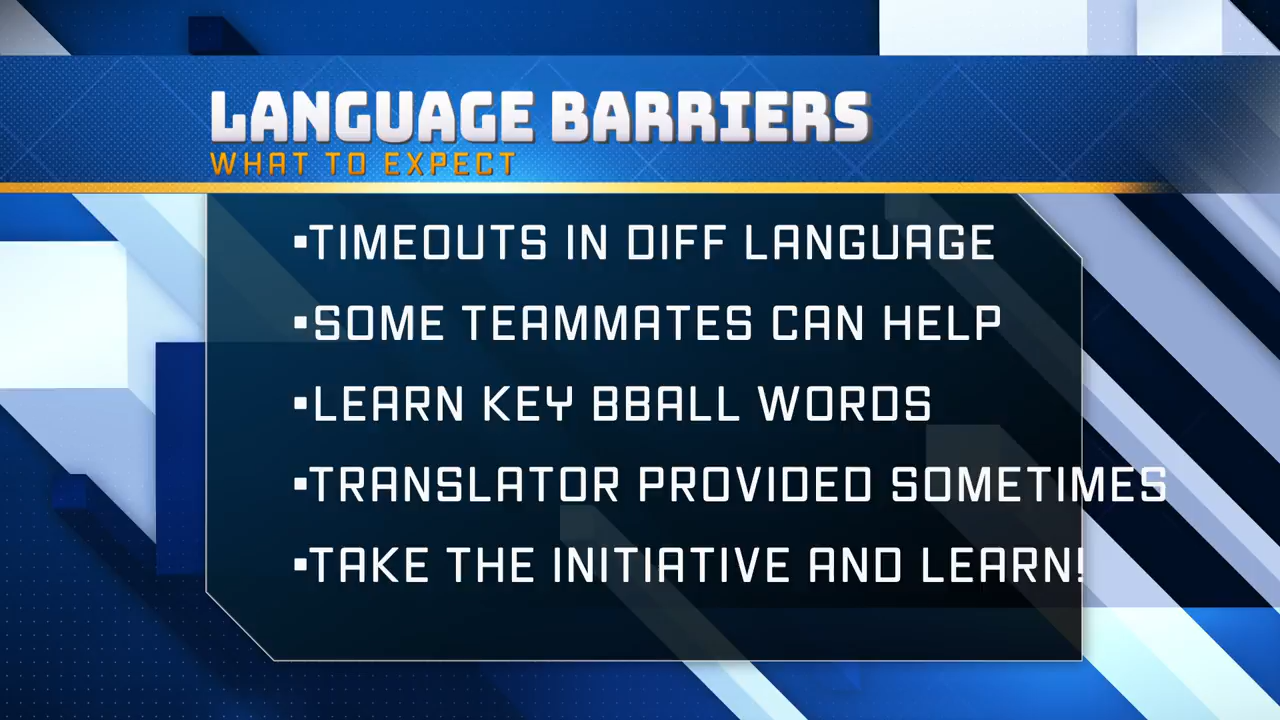 LANGUAGE BARRIERS
WHAT TO EXPECT
▪TIMEOUTS IN DIFF LANGUAGE
▪SOME TEAMMATES CAN HELP
▪LEARN KEY BBALL WORDS
▪TRANSLATOR PROVIDED SOMETIMES
▪TAKE THE INITIATIVE AND LEARN!